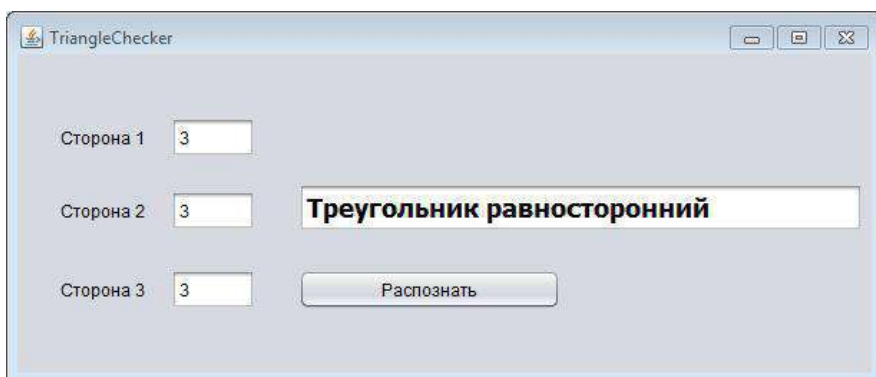 TriangleChecker
Сторона 1 3
Сторона 2 3 Треугольник равносторонний
Сторона 3 3 Распознать